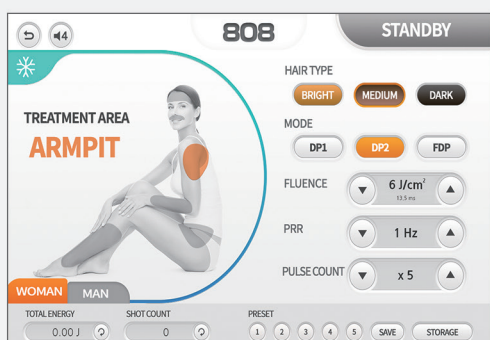 4
808
STANDBY
TREATMENT AREA
ARMPIT
HAIR TYPE
BRIGHT MEDIUM DARK
MODE
DP1 DP2 FDP
FLUENCE
6 J/cm²
13.5 ms
PRR
1 Hz
PULSE COUNT
x 5
WOMAN MAN
TOTAL ENERGY
0.00 J
SHOT COUNT
0
PRESET
1 2 3 4 5 SAVE STORAGE